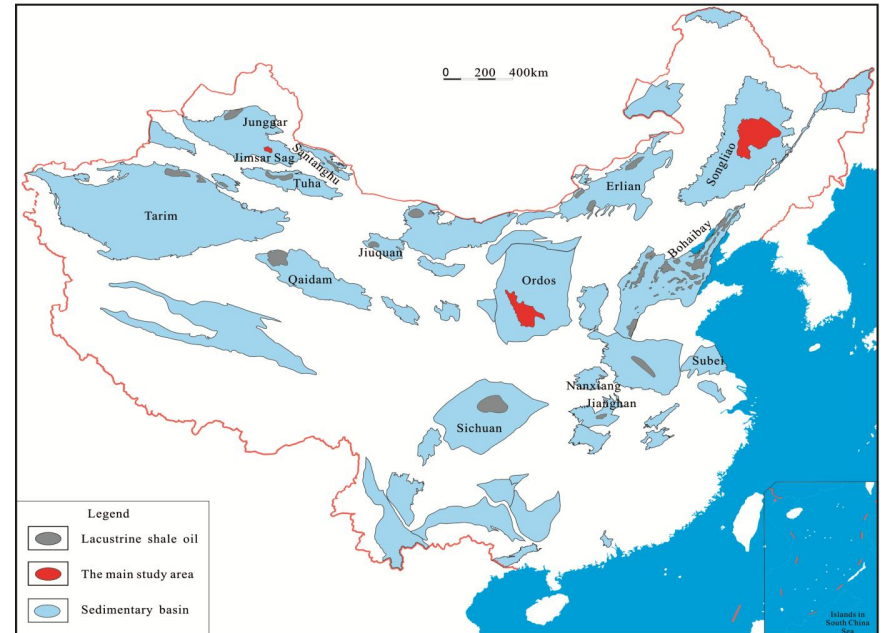 0 200 400km
Junggar
Jimsar Sag
Santanghu
Tuha
Tarim
Songliao
Erlian
Bohaibay
Jiuquan
Qaidam
Ordos
Subei
Nanxiang
Jianghan
Sichuan
Legend
Lacustrine shale oil
The main study area
Sedimentary basin
Islands in
South China
Sea